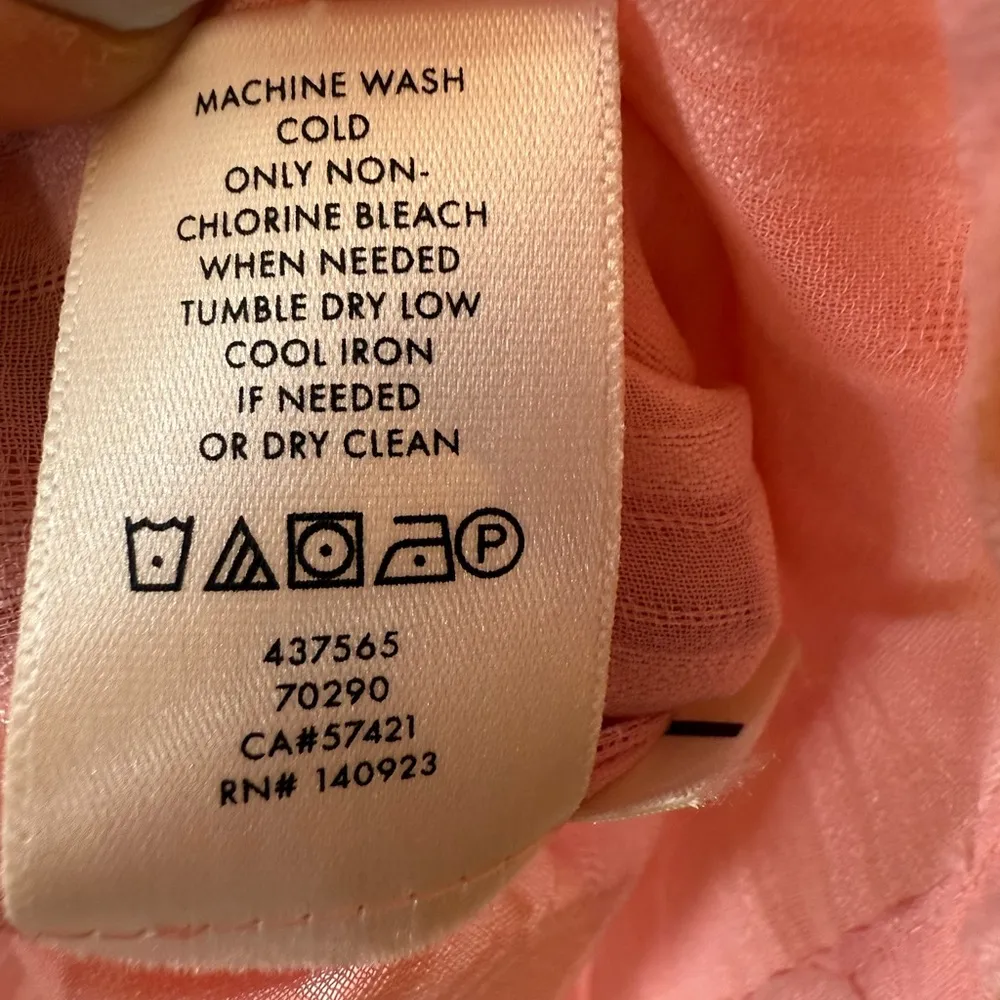 MACHINE WASH
COLD
ONLY NON-
CHLORINE BLEACH
WHEN NEEDED
TUMBLE DRY LOW
COOL IRON
IF NEEDED
OR DRY CLEAN
P
437565
70290
CA#57421
RN# 140923